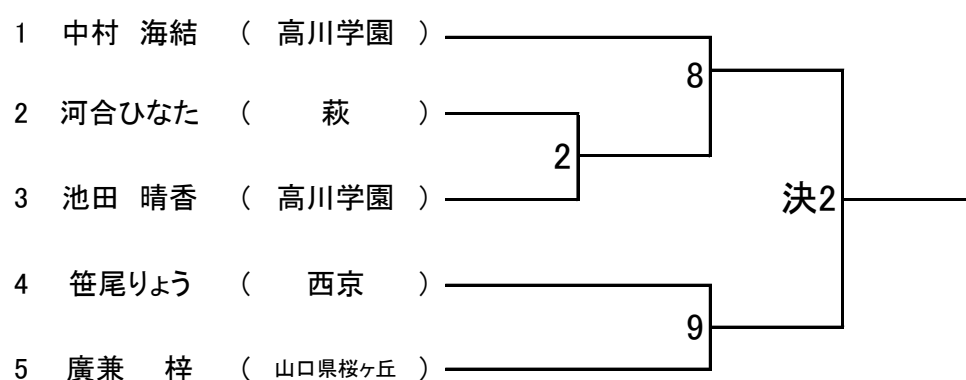 1 中村 海結 ( 高川学園 )
8
2 河合ひなた ( 萩 )
2
3 池田 晴香 ( 高川学園 )
決2
4 笹尾りょう ( 西京 )
9
5 廣兼 梓 ( 山口県桜ヶ丘 )